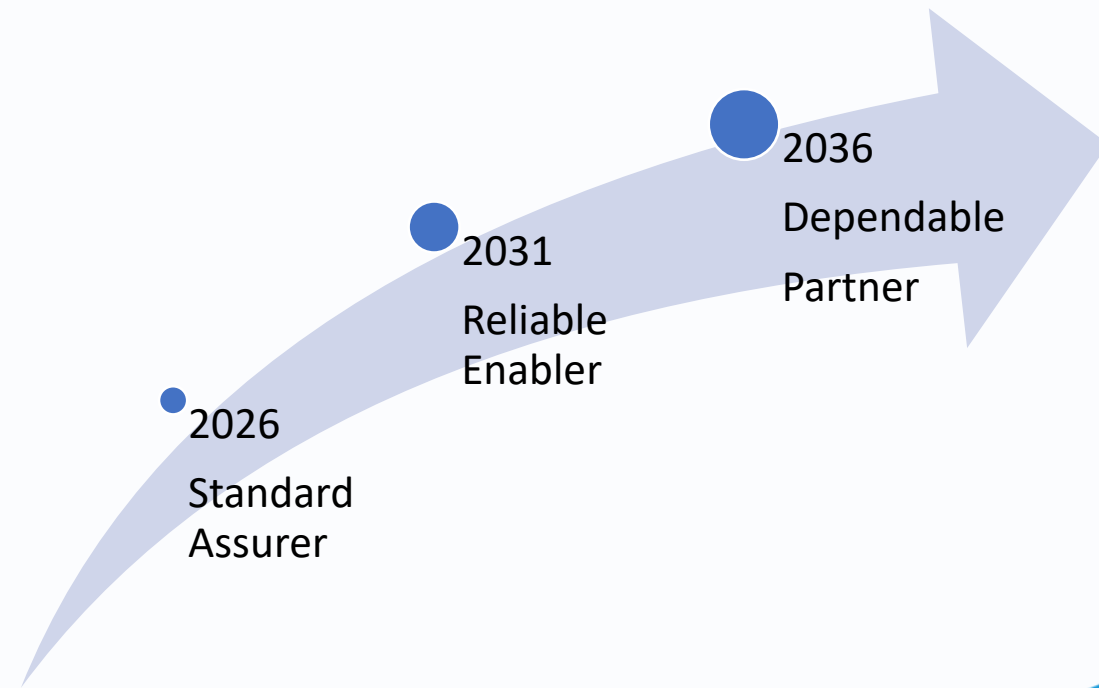 2026
Standard
Assurer
2031
Reliable
Enabler
2036
Dependable
Partner